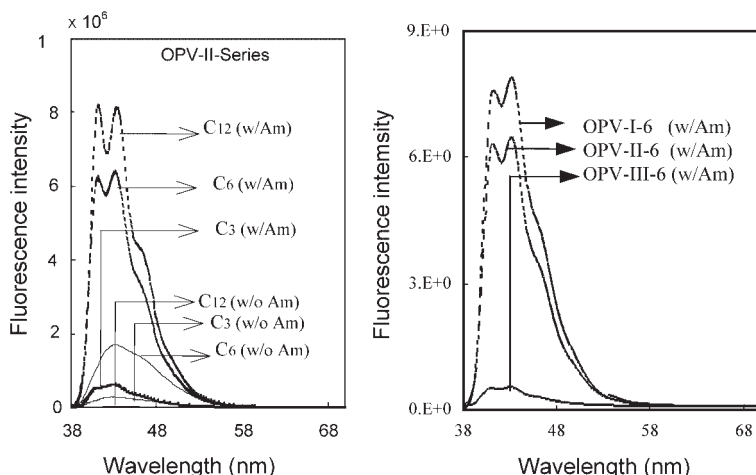 x 10⁶
1
8
6
4
2
0
38
48
58
68
Fluorescence intensity
Wavelength (nm)
OPV-II-Series
C12 (w/Am)
C6 (w/Am)
C3 (w/Am)
C12 (w/o Am)
C3 (w/o Am)
C6 (w/o Am)
9.E+0
6.E+0
3.E+0
0.E+0
38
48
58
68
Fluorescence intensity
Wavelength (nm)
OPV-I-6 (w/Am)
OPV-II-6 (w/Am)
OPV-III-6 (w/Am)